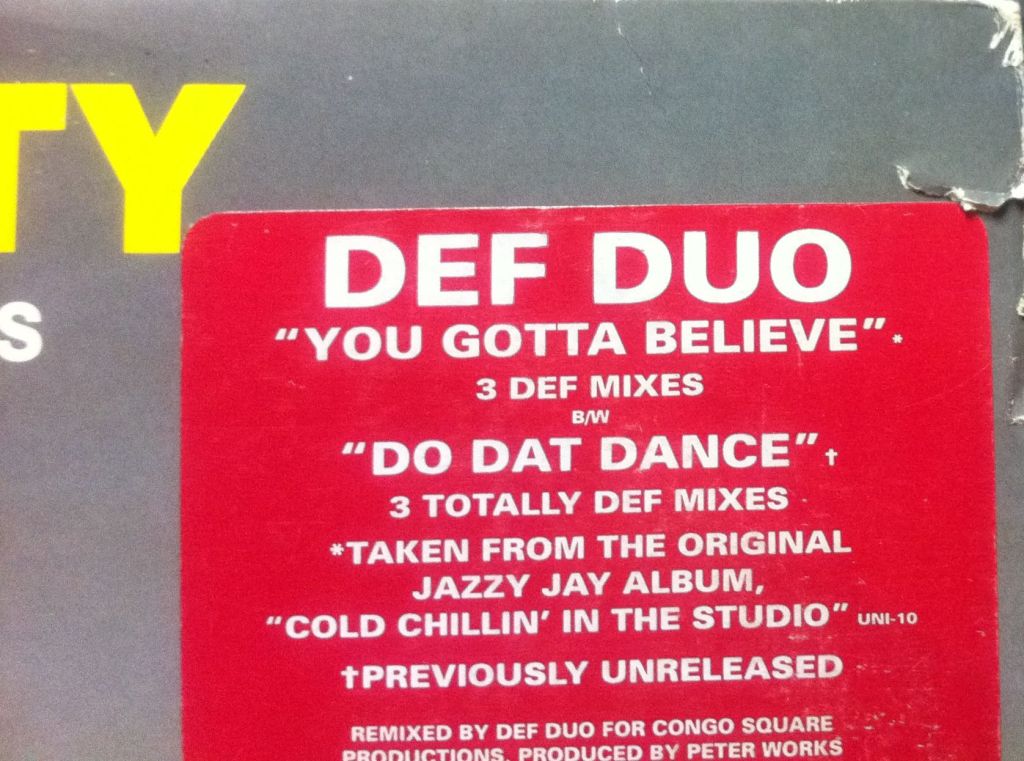 TY
S
DEF DUO
"YOU GOTTA BELIEVE"*
3 DEF MIXES
B/W
"DO DAT DANCE"†
3 TOTALLY DEF MIXES
*TAKEN FROM THE ORIGINAL
JAZZY JAY ALBUM,
"COLD CHILLIN' IN THE STUDIO" UNI-10
†PREVIOUSLY UNRELEASED
REMIXED BY DEF DUO FOR CONGO SQUARE
PRODUCTIONS. PRODUCED BY PETER WORKS